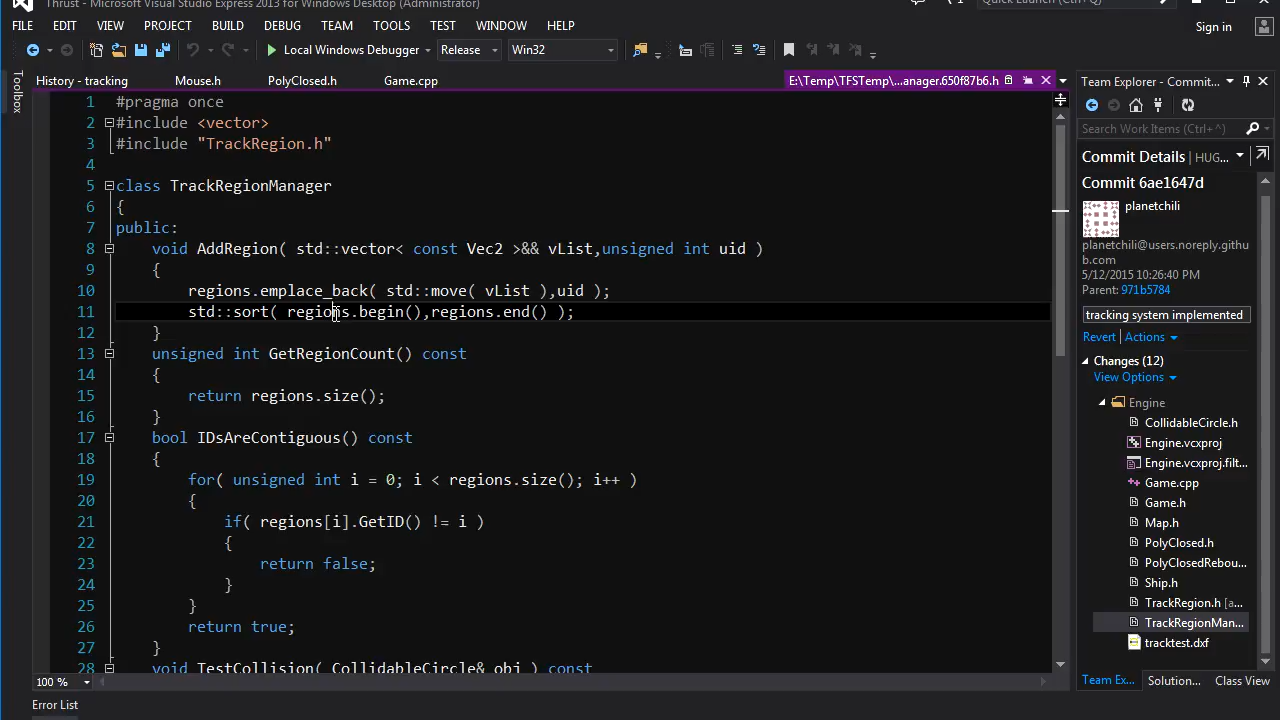 Thrust - Microsoft Visual Studio Express 2013 for Windows Desktop (Administrator)
Quick Launch (Ctrl+Q)
FILE EDIT VIEW PROJECT BUILD DEBUG TEAM TOOLS TEST WINDOW HELP
Sign in
Local Windows Debugger Release Win32
Toolbox
History - tracking Mouse.h PolyClosed.h Game.cpp E:\Temp\TFSTemp\...anager.650f87b6.h
1 #pragma once
2 #include <vector>
3 #include "TrackRegion.h"
4
5 class TrackRegionManager
6 {
7 public:
8 void AddRegion( std::vector< const Vec2 >&& vList,unsigned int uid )
9 {
10 regions.emplace_back( std::move( vList ),uid );
11 std::sort( regions.begin(),regions.end() );
12 }
13 unsigned int GetRegionCount() const
14 {
15 return regions.size();
16 }
17 bool IDsAreContiguous() const
18 {
19 for( unsigned int i = 0; i < regions.size(); i++ )
20 {
21 if( regions[i].GetID() != i )
22 {
23 return false;
24 }
25 }
26 return true;
27 }
28 void TestCollision( CollidableCircle& obj ) const
100 %
Error List
Team Explorer - Commit...
Search Work Items (Ctrl+^)
Commit Details | HUG...
Commit 6ae1647d
planetchili
planetchili@users.noreply.githu
b.com
5/12/2015 10:26:40 PM
Parent: 971b5784
tracking system implemented
Revert Actions
Changes (12)
View Options
Engine
CollidableCircle.h
Engine.vcxproj
Engine.vcxproj.filt...
Game.cpp
Game.h
Map.h
PolyClosed.h
PolyClosedRebou...
Ship.h
TrackRegion.h [a...
TrackRegionMan...
tracktest.dxf
Team Ex... Solution... Class View